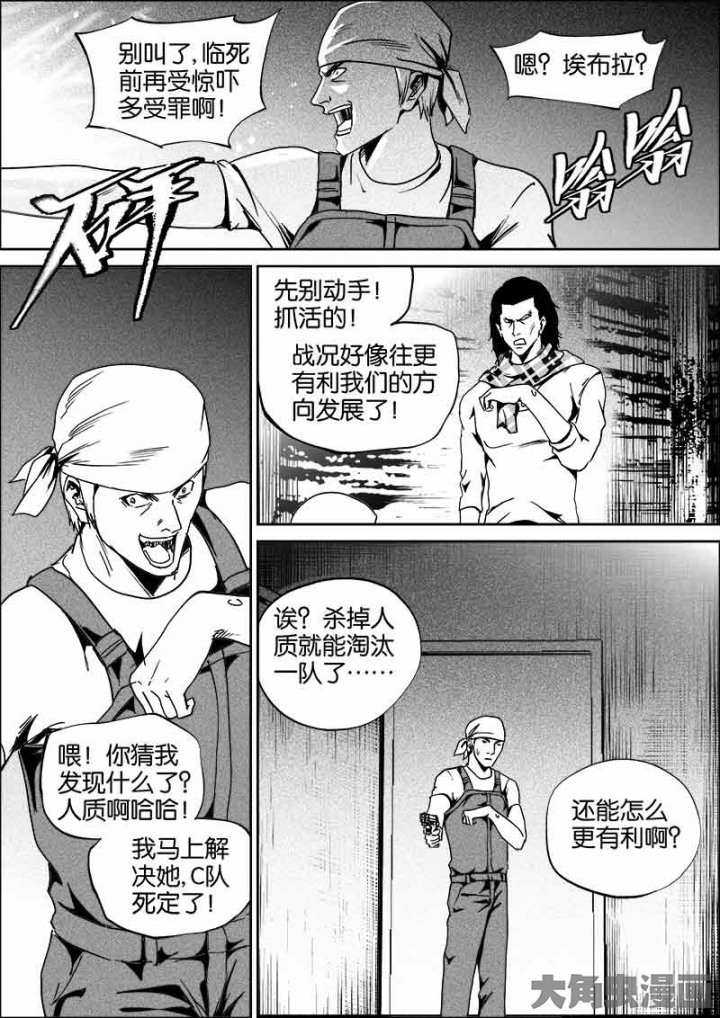 别叫了,临死
前再受惊吓
多受罪啊!
嗯?埃布拉?
砰
嗡嗡
喂!你猜我
发现什么了?
人质啊哈哈!
我马上解
决她,C队
死定了!
先别动手!
抓活的!
战况好像往更
有利我们的方
向发展了!
诶?杀掉人
质就能淘汰
一队了……
还能怎么
更有利啊?
大角虫漫画